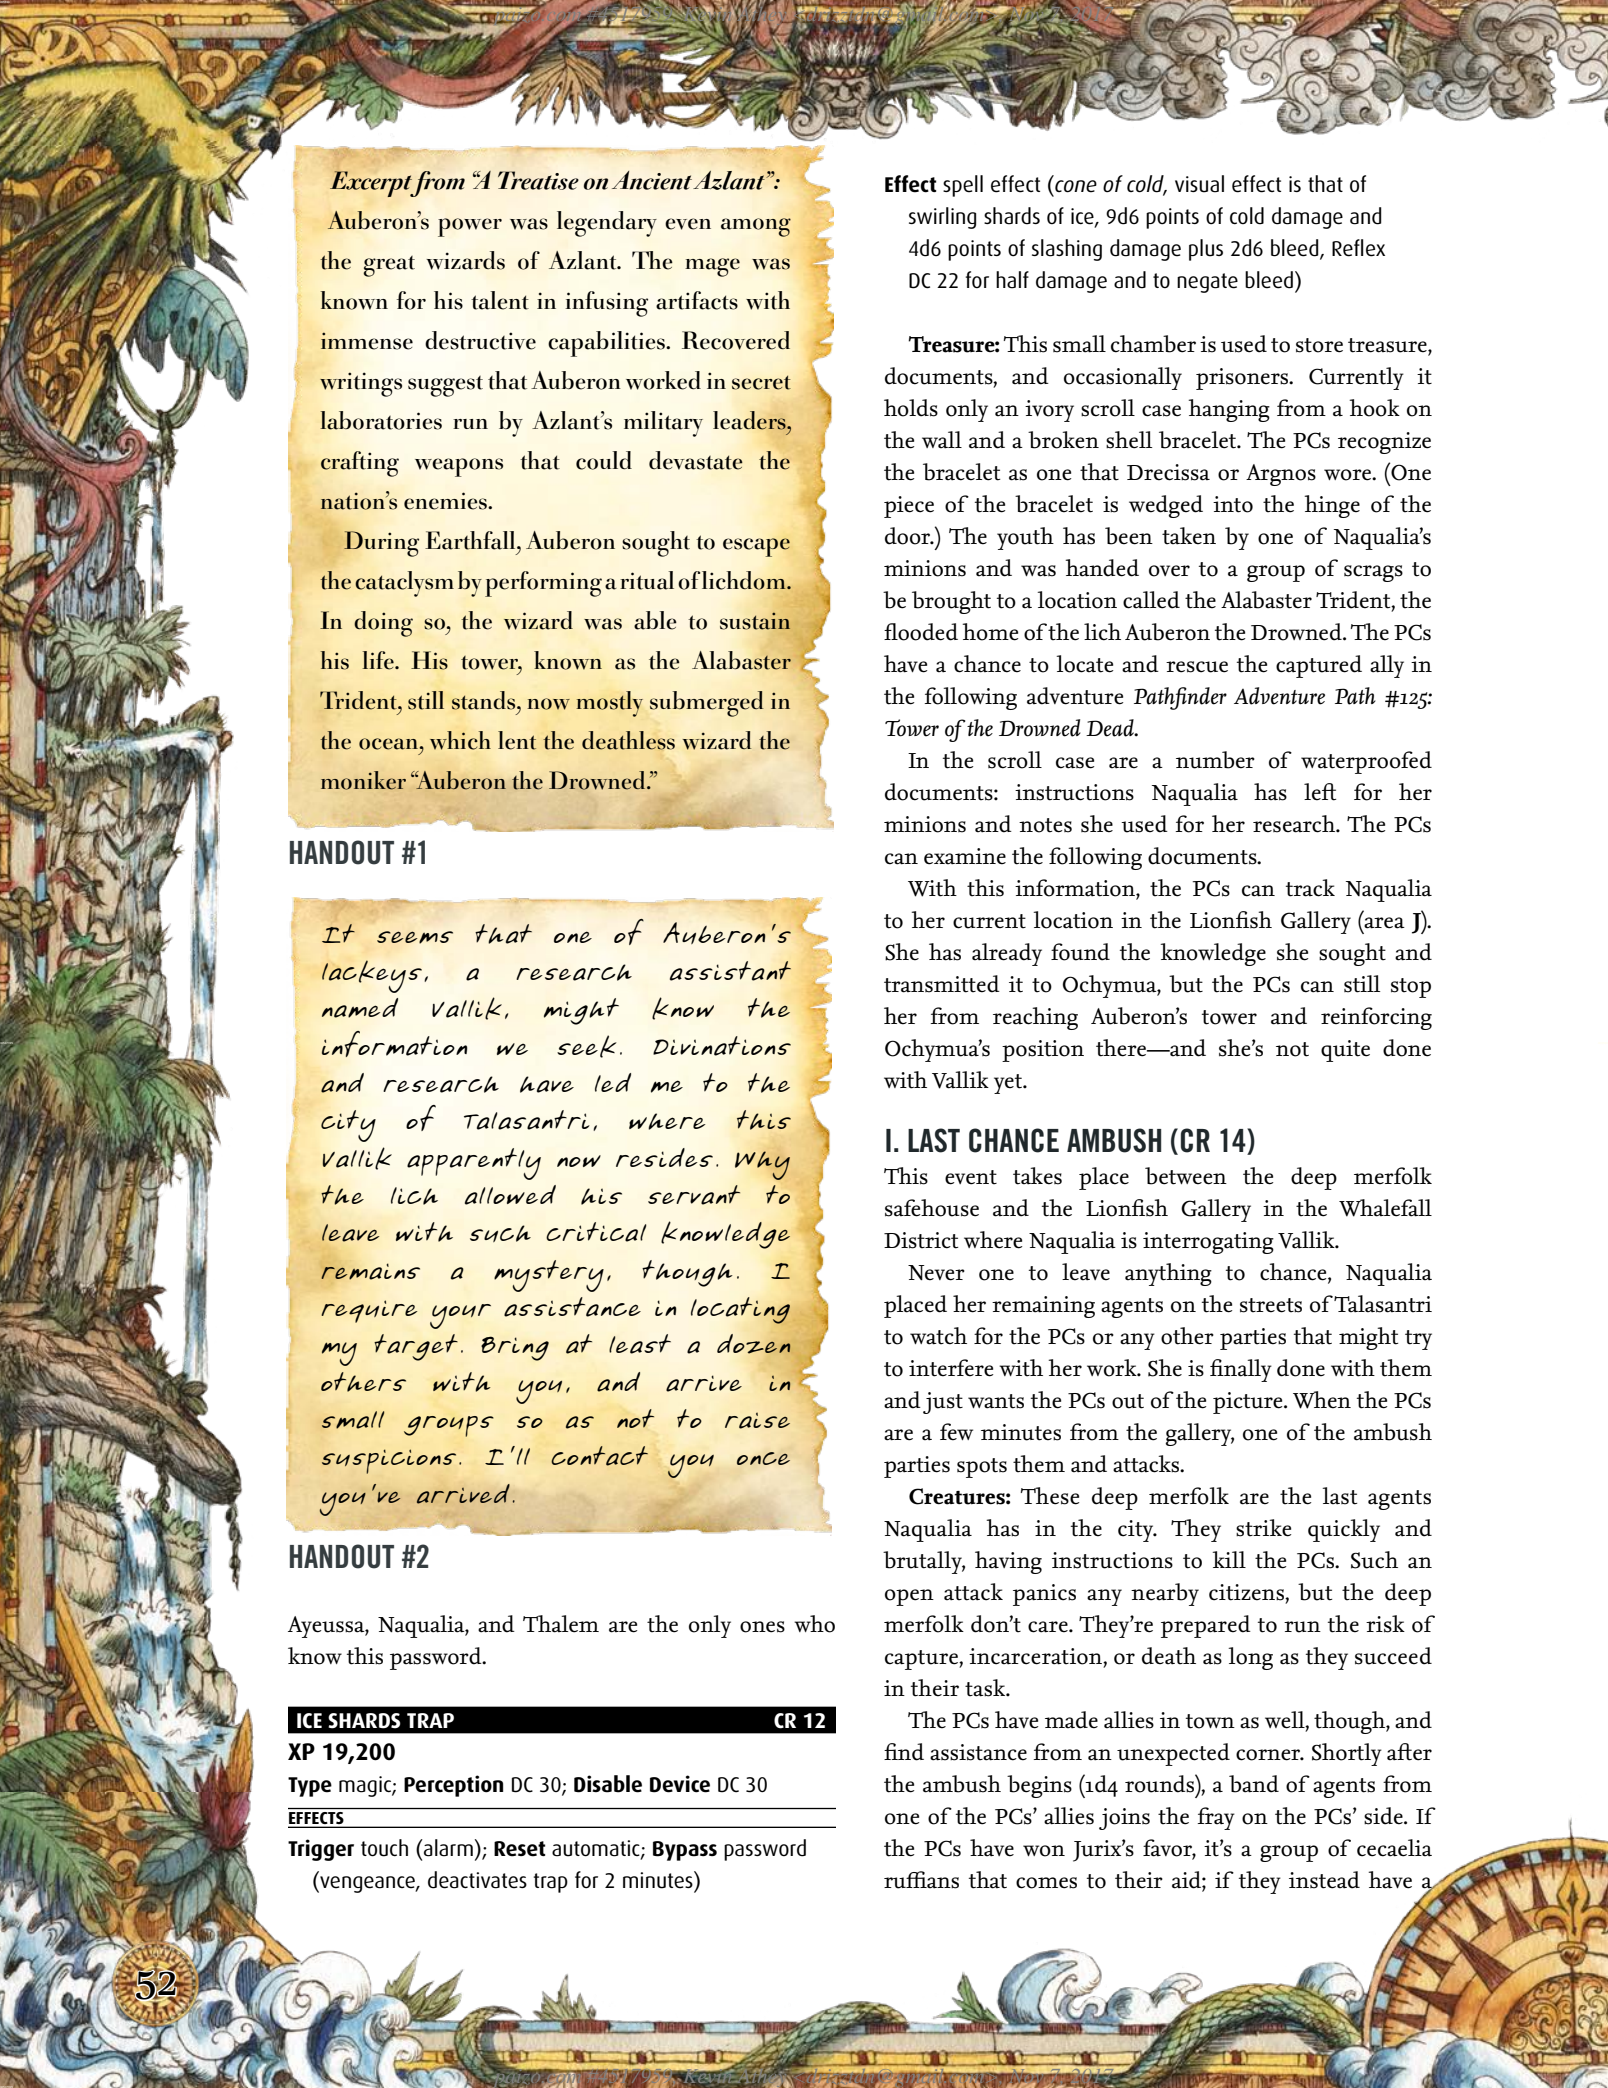 Excerpt from “A Treatise on Ancient Azlant”:
Auberon’s power was legendary even among
the great wizards of Azlant. The mage was
known for his talent in infusing artifacts with
immense destructive capabilities. Recovered
writings suggest that Auberon worked in secret
laboratories run by Azlant’s military leaders,
crafting weapons that could devastate the
nation’s enemies.
During Earthfall, Auberon sought to escape
the cataclysm by performing a ritual of lichdom.
In doing so, the wizard was able to sustain
his life. His tower, known as the Alabaster
Trident, still stands, now mostly submerged in
the ocean, which lent the deathless wizard the
moniker “Auberon the Drowned.”
HANDOUT #1
It seems that one of Auberon's
lackeys, a research assistant
named Vallik, might know the
information we seek. Divinations
and research have led me to the
city of Talasantri, where this
Vallik apparently now resides. Why
the lich allowed his servant to
leave with such critical knowledge
remains a mystery, though. I
require your assistance in locating
my target. Bring at least a dozen
others with you, and arrive in
small groups so as not to raise
suspicions. I'll contact you once
you've arrived.
HANDOUT #2
Ayeussa, Naqualia, and Thalem are the only ones who
know this password.
ICE SHARDS TRAP CR 12
XP 19,200
Type magic; Perception DC 30; Disable Device DC 30
EFFECTS
Trigger touch (alarm); Reset automatic; Bypass password
(vengeance, deactivates trap for 2 minutes)
Effect spell effect (cone of cold, visual effect is that of
swirling shards of ice, 9d6 points of cold damage and
4d6 points of slashing damage plus 2d6 bleed, Reflex
DC 22 for half damage and to negate bleed)
Treasure: This small chamber is used to store treasure,
documents, and occasionally prisoners. Currently it
holds only an ivory scroll case hanging from a hook on
the wall and a broken shell bracelet. The PCs recognize
the bracelet as one that Drecissa or Argnos wore. (One
piece of the bracelet is wedged into the hinge of the
door.) The youth has been taken by one of Naqualia’s
minions and was handed over to a group of scrags to
be brought to a location called the Alabaster Trident, the
flooded home of the lich Auberon the Drowned. The PCs
have a chance to locate and rescue the captured ally in
the following adventure Pathfinder Adventure Path #125:
Tower of the Drowned Dead.
In the scroll case are a number of waterproofed
documents: instructions Naqualia has left for her
minions and notes she used for her research. The PCs
can examine the following documents.
With this information, the PCs can track Naqualia
to her current location in the Lionfish Gallery (area J).
She has already found the knowledge she sought and
transmitted it to Ochymua, but the PCs can still stop
her from reaching Auberon’s tower and reinforcing
Ochymua’s position there—and she’s not quite done
with Vallik yet.
I. LAST CHANCE AMBUSH (CR 14)
This event takes place between the deep merfolk
safehouse and the Lionfish Gallery in the Whalefall
District where Naqualia is interrogating Vallik.
Never one to leave anything to chance, Naqualia
placed her remaining agents on the streets of Talasantri
to watch for the PCs or any other parties that might try
to interfere with her work. She is finally done with them
and just wants the PCs out of the picture. When the PCs
are a few minutes from the gallery, one of the ambush
parties spots them and attacks.
Creatures: These deep merfolk are the last agents
Naqualia has in the city. They strike quickly and
brutally, having instructions to kill the PCs. Such an
open attack panics any nearby citizens, but the deep
merfolk don’t care. They’re prepared to run the risk of
capture, incarceration, or death as long as they succeed
in their task.
The PCs have made allies in town as well, though, and
find assistance from an unexpected corner. Shortly after
the ambush begins (1d4 rounds), a band of agents from
one of the PCs’ allies joins the fray on the PCs’ side. If
the PCs have won Jurix’s favor, it’s a group of cecaelia
ruffians that comes to their aid; if they instead have a
52